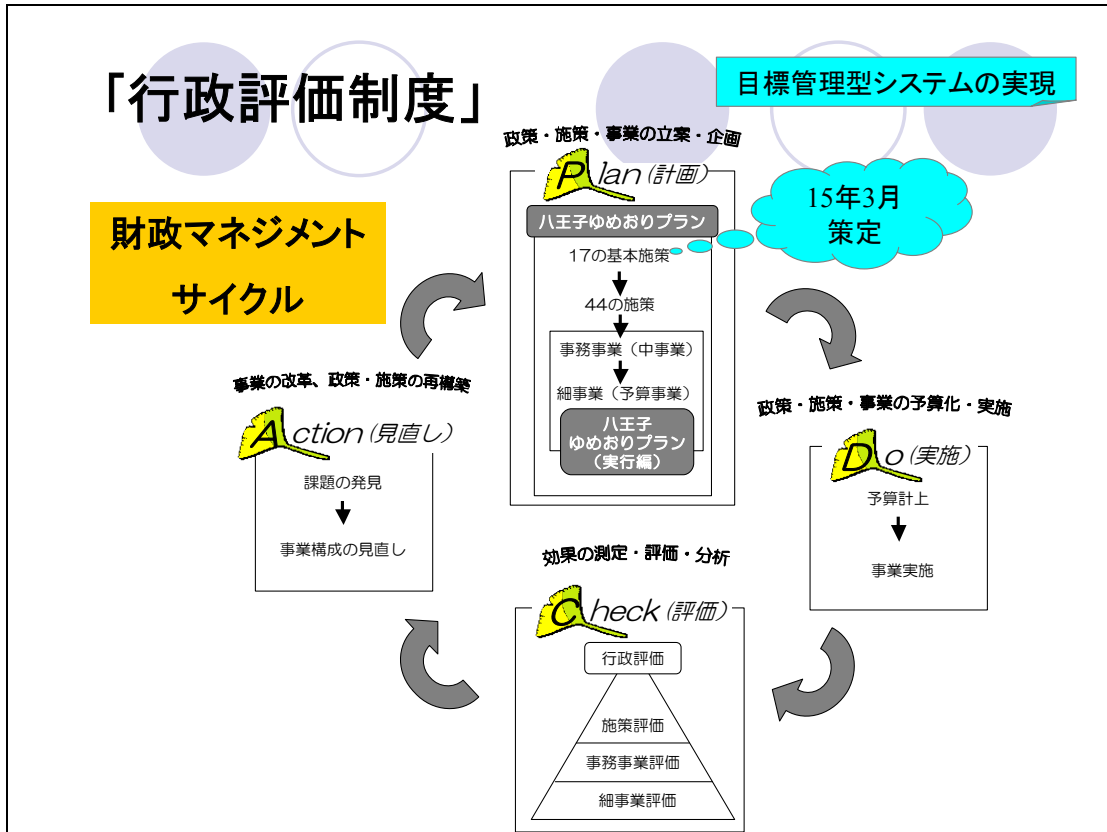 「行政評価制度」
目標管理型システムの実現
財政マネジメント
サイクル
政策・施策・事業の立案・企画
Plan(計画)
八王子ゆめおりプラン
15年3月
策定
17の基本施策
44の施策
事務事業(中事業)
細事業(予算事業)
八王子
ゆめおりプラン
(実行編)
政策・施策・事業の予算化・実施
Do(実施)
予算計上
事業実施
効果の測定・評価・分析
Check(評価)
行政評価
施策評価
事務事業評価
細事業評価
事業の改革、政策・施策の再構築
Action(見直し)
課題の発見
事業構成の見直し